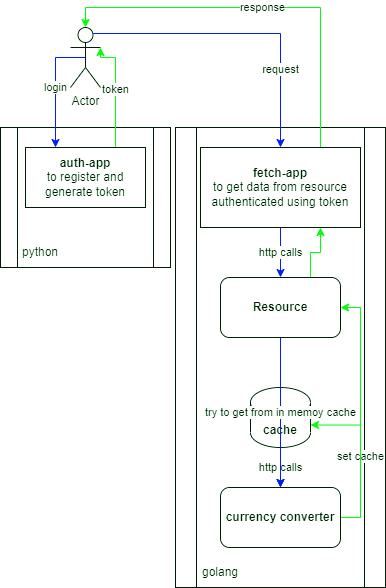 response
request
login
token
Actor
auth-app
to register and
generate token
python
fetch-app
to get data from resource
authenticated using token
http calls
Resource
try to get from in memoy cache
cache
set cache
http calls
currency converter
golang